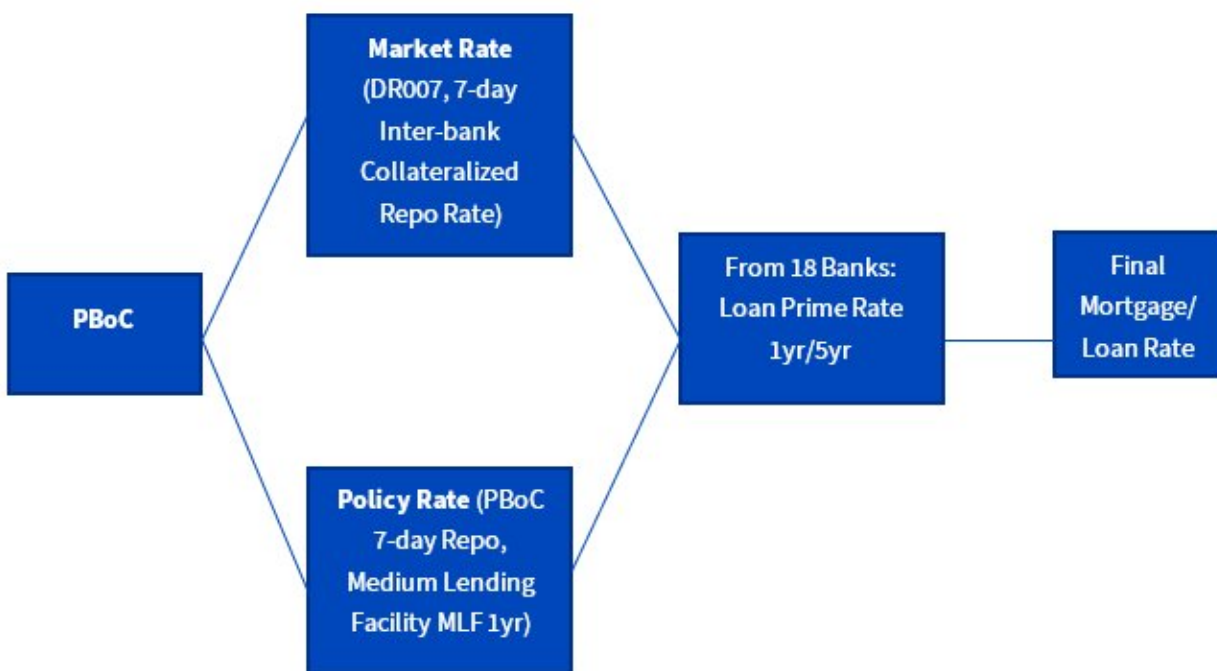 PBoC
Market Rate
(DR007, 7-day
Inter-bank
Collateralized
Repo Rate)
Policy Rate (PBoC
7-day Repo,
Medium Lending
Facility MLF 1yr)
From 18 Banks:
Loan Prime Rate
1yr/5yr
Final
Mortgage/
Loan Rate